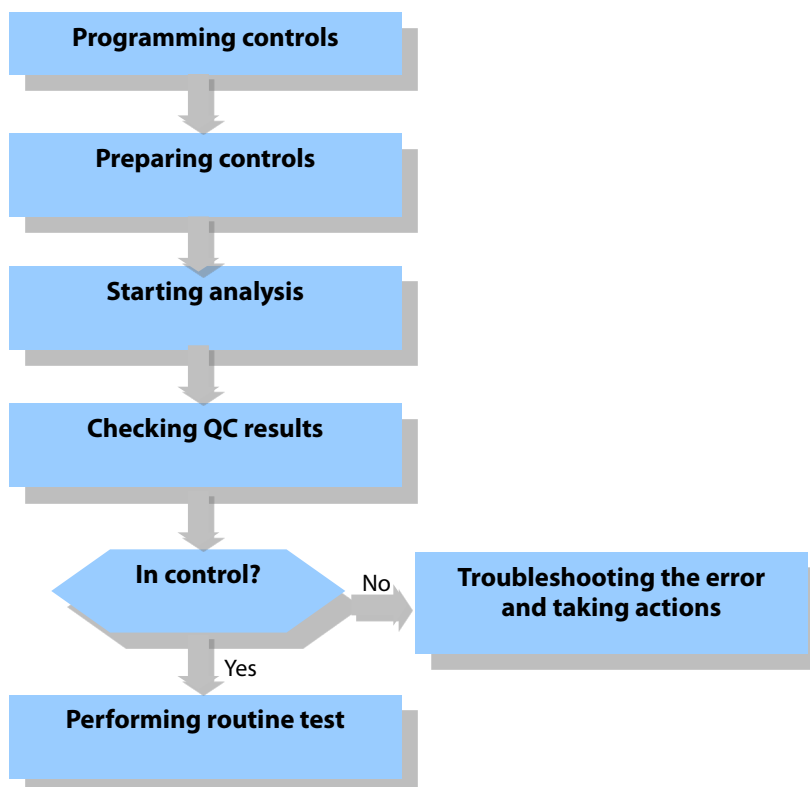 Programming controls
Preparing controls
Starting analysis
Checking QC results
In control?
No
Troubleshooting the error
and taking actions
Yes
Performing routine test